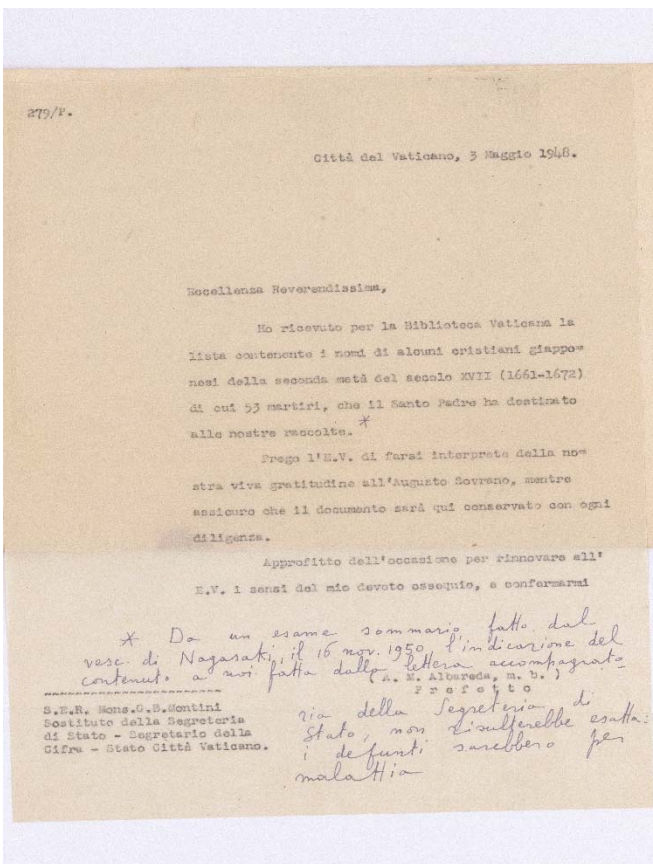 279/P.
Città del Vaticano, 3 Maggio 1948.
Eccellenza Reverendissima,
Ho ricevuto per la Biblioteca Vaticana la
lista contenente i nomi di alcuni cristiani giappo=
nesi della seconda metà del secolo XVII (1661-1672)
di cui 53 martiri, che il Santo Padre ha destinato
alle nostre raccolte. *
Prego l'E.V. di farsi interprete della no=
stra viva gratitudine all'Augusto Sovrano, mentre
assicuro che il documento sarà qui conservato con ogni
diligenza.
Approfitto dell'occasione per rinnovare all'
E.V. i sensi del mio devoto ossequio, e confermarmi
* Da un esame sommario fatto dal
vesc. di Nagasaki, il 16 nov. 1950, l'indicazione del
contenuto a noi fatta dalla lettera accompagnato-
(A. M. Albareda, m. b. )
Prefetto
ria della Segreteria di
Stato, non risulterebbe esatta:
i defunti sarebbero per
malattia
S.E.R. Mons.G.B.Montini
Sostituto della Segreteria
di Stato - Segretario della
Cifra - Stato Città Vaticano.